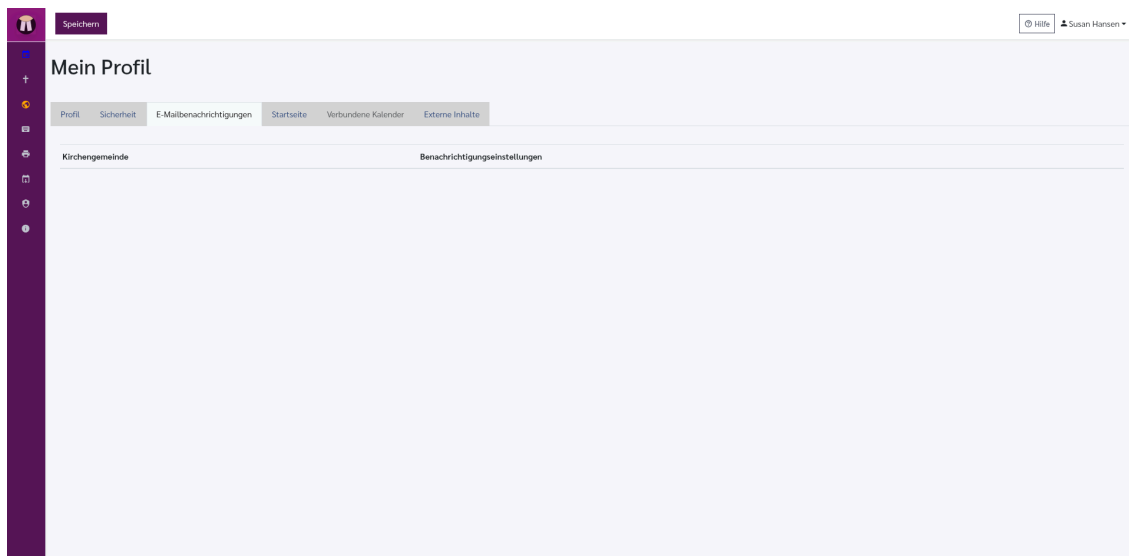 Speichern
Hilfe
Susan Hansen
Mein Profil
Profil Sicherheit E-Mailbenachrichtigungen Startseite Verbundene Kalender Externe Inhalte
Kirchengemeinde Benachrichtigungseinstellungen